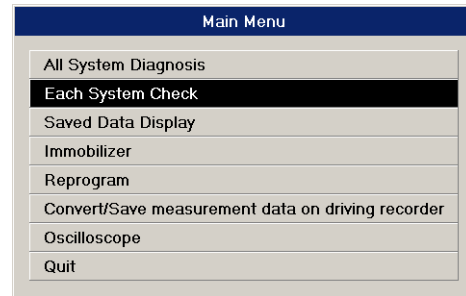 Main Menu
All System Diagnosis
Each System Check
Saved Data Display
Immobilizer
Reprogram
Convert/Save measurement data on driving recorder
Oscilloscope
Quit